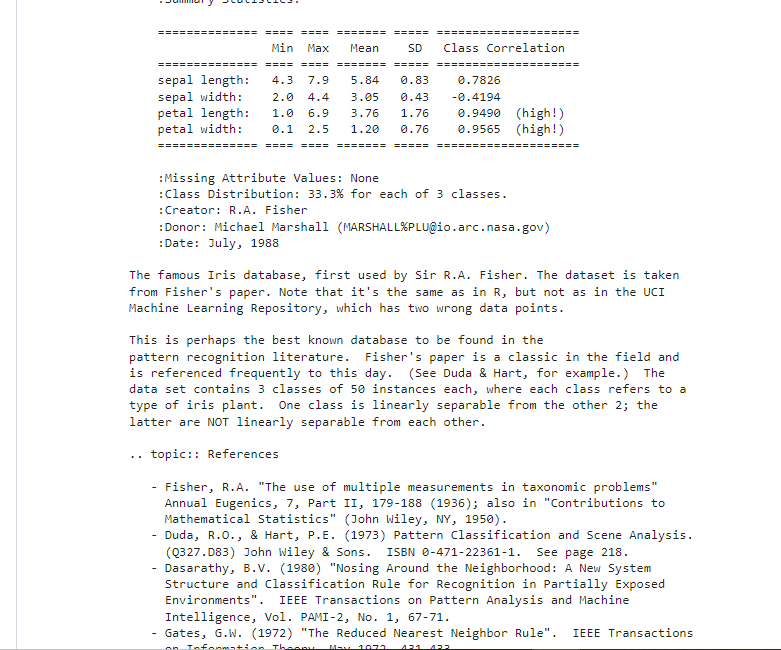 :Summary Statistics:
============== ==== ==== ======= ===== ====================
Min Max Mean SD Class Correlation
============== ==== ==== ======= ===== ====================
sepal length: 4.3 7.9 5.84 0.83 0.7826
sepal width: 2.0 4.4 3.05 0.43 -0.4194
petal length: 1.0 6.9 3.76 1.76 0.9490 (high!)
petal width: 0.1 2.5 1.20 0.76 0.9565 (high!)
============== ==== ==== ======= ===== ====================
:Missing Attribute Values: None
:Class Distribution: 33.3% for each of 3 classes.
:Creator: R.A. Fisher
:Donor: Michael Marshall (MARSHALL%PLU@io.arc.nasa.gov)
:Date: July, 1988
The famous Iris database, first used by Sir R.A. Fisher. The dataset is taken
from Fisher's paper. Note that it's the same as in R, but not as in the UCI
Machine Learning Repository, which has two wrong data points.
This is perhaps the best known database to be found in the
pattern recognition literature.  Fisher's paper is a classic in the field and
is referenced frequently to this day.  (See Duda & Hart, for example.)  The
data set contains 3 classes of 50 instances each, where each class refers to a
type of iris plant.  One class is linearly separable from the other 2; the
latter are NOT linearly separable from each other.
.. topic:: References
- Fisher, R.A. "The use of multiple measurements in taxonomic problems"
Annual Eugenics, 7, Part II, 179-188 (1936); also in "Contributions to
Mathematical Statistics" (John Wiley, NY, 1950).
- Duda, R.O., & Hart, P.E. (1973) Pattern Classification and Scene Analysis.
(Q327.D83) John Wiley & Sons.  ISBN 0-471-22361-1.  See page 218.
- Dasarathy, B.V. (1980) "Nosing Around the Neighborhood: A New System
Structure and Classification Rule for Recognition in Partially Exposed
Environments".  IEEE Transactions on Pattern Analysis and Machine
Intelligence, Vol. PAMI-2, No. 1, 67-71.
- Gates, G.W. (1972) "The Reduced Nearest Neighbor Rule".  IEEE Transactions
on Information Theory, May 1972, 431-433.